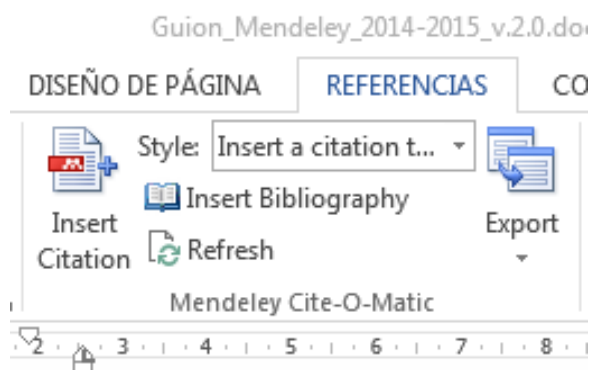 Guion_Mendeley_2014-2015_v.2.0.doc
DISEÑO DE PÁGINA REFERENCIAS CO
Style: Insert a citation t...
Insert Bibliography
Insert Citation
Refresh
Export
Mendeley Cite-O-Matic
2 3 4 5 6 7 8